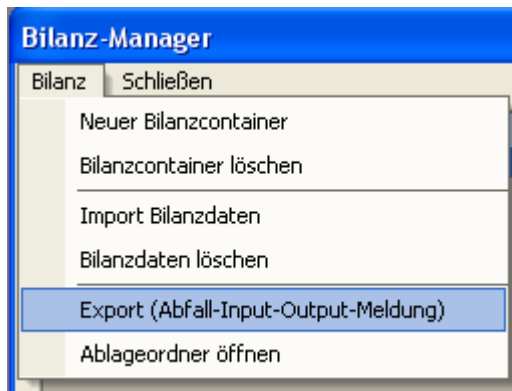 Bilanz-Manager
Bilanz Schließen
Neuer Bilanzcontainer
Bilanzcontainer löschen
Import Bilanzdaten
Bilanzdaten löschen
Export (Abfall-Input-Output-Meldung)
Ablageordner öffnen